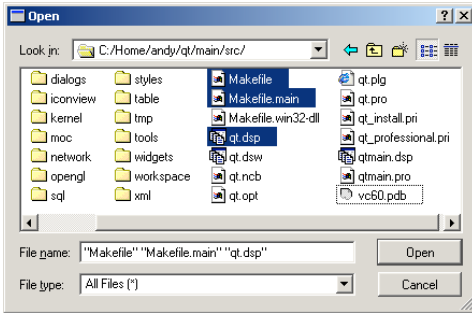 Open
Look in: C:/Home/andy/qt/main/src/
dialogs styles Makefile qt.plg
iconview table Makefile.main qt.pro
kernel tmp Makefile.win32-dll qt_install.pri
moc tools qt.dsp qt_professional.pri
network widgets qt.dsw qtmain.dsp
opengl workspace qt.ncb qtmain.pro
sql xml qt.opt vc60.pdb
File name: "Makefile" "Makefile.main" "qt.dsp" Open
File type: All Files (*) Cancel